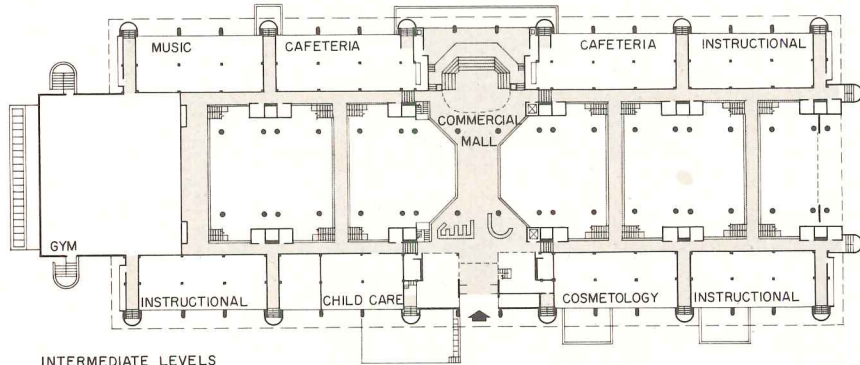 MUSIC
CAFETERIA
CAFETERIA
INSTRUCTIONAL
COMMERCIAL
MALL
GYM
INSTRUCTIONAL
CHILD CARE
COSMETOLOGY
INSTRUCTIONAL
INTERMEDIATE LEVELS